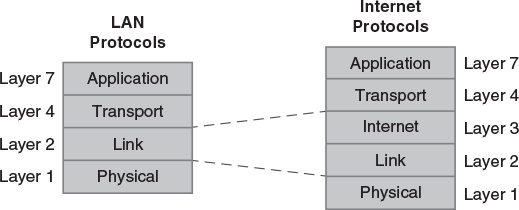 LAN
Protocols
Layer 7 Application
Layer 4 Transport
Layer 2 Link
Layer 1 Physical
Internet
Protocols
Application Layer 7
Transport Layer 4
Internet Layer 3
Link Layer 2
Physical Layer 1